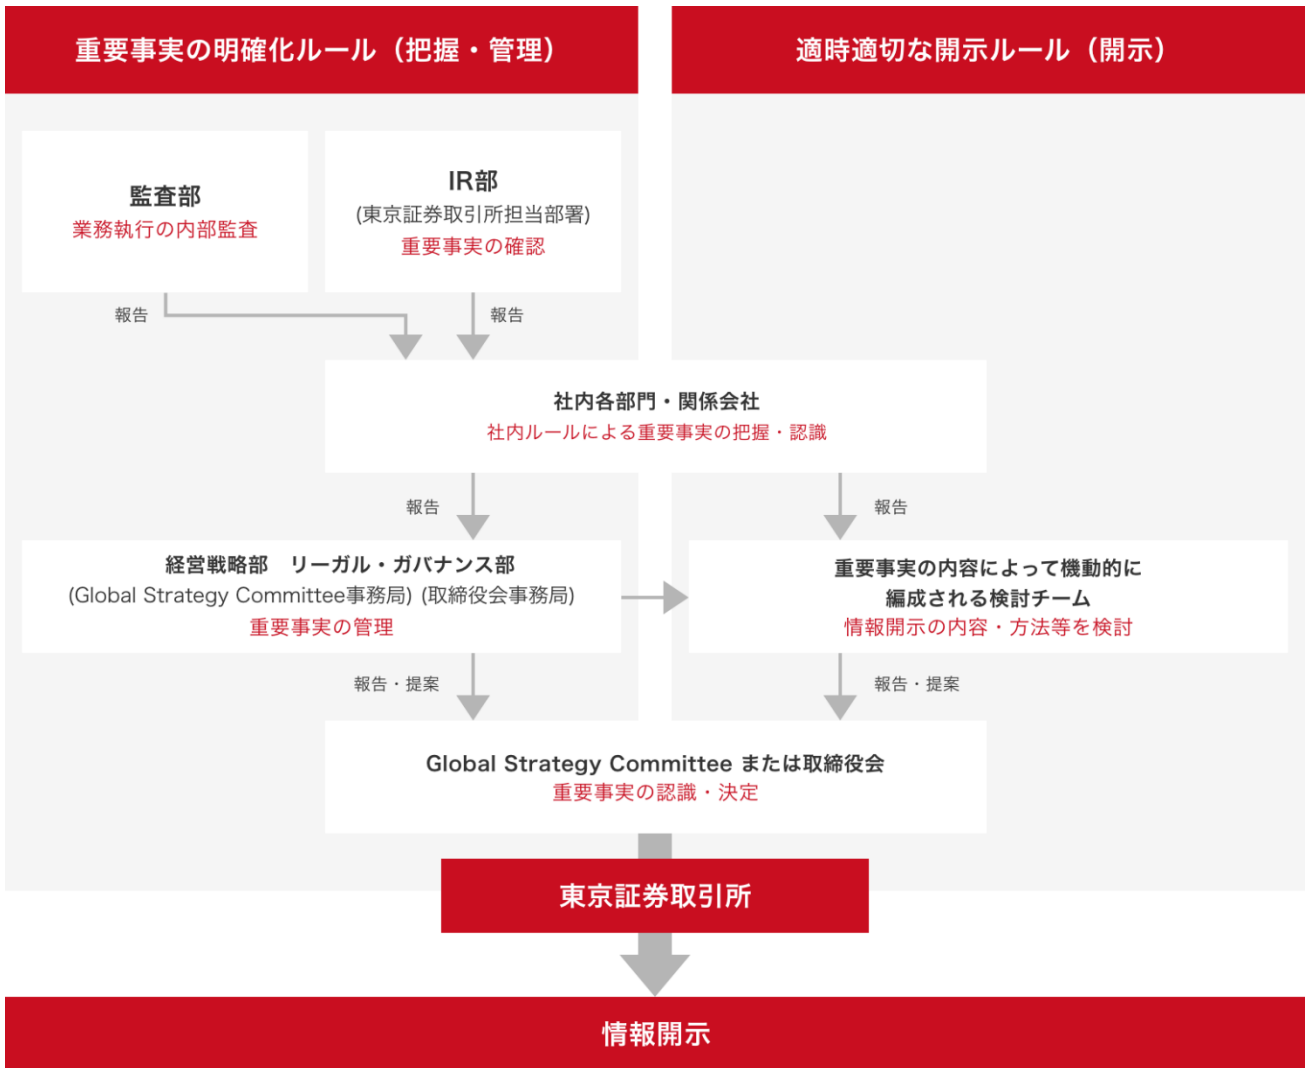 重要事実の明確化ルール（把握・管理）
適時適切な開示ルール（開示）
監査部
業務執行の内部監査
IR部
(東京証券取引所担当部署)
重要事実の確認
報告
報告
社内各部門・関係会社
社内ルールによる重要事実の把握・認識
報告
報告
経営戦略部　リーガル・ガバナンス部
(Global Strategy Committee事務局) (取締役会事務局)
重要事実の管理
重要事実の内容によって機動的に
編成される検討チーム
情報開示の内容・方法等を検討
報告・提案
報告・提案
Global Strategy Committee または取締役会
重要事実の認識・決定
東京証券取引所
情報開示